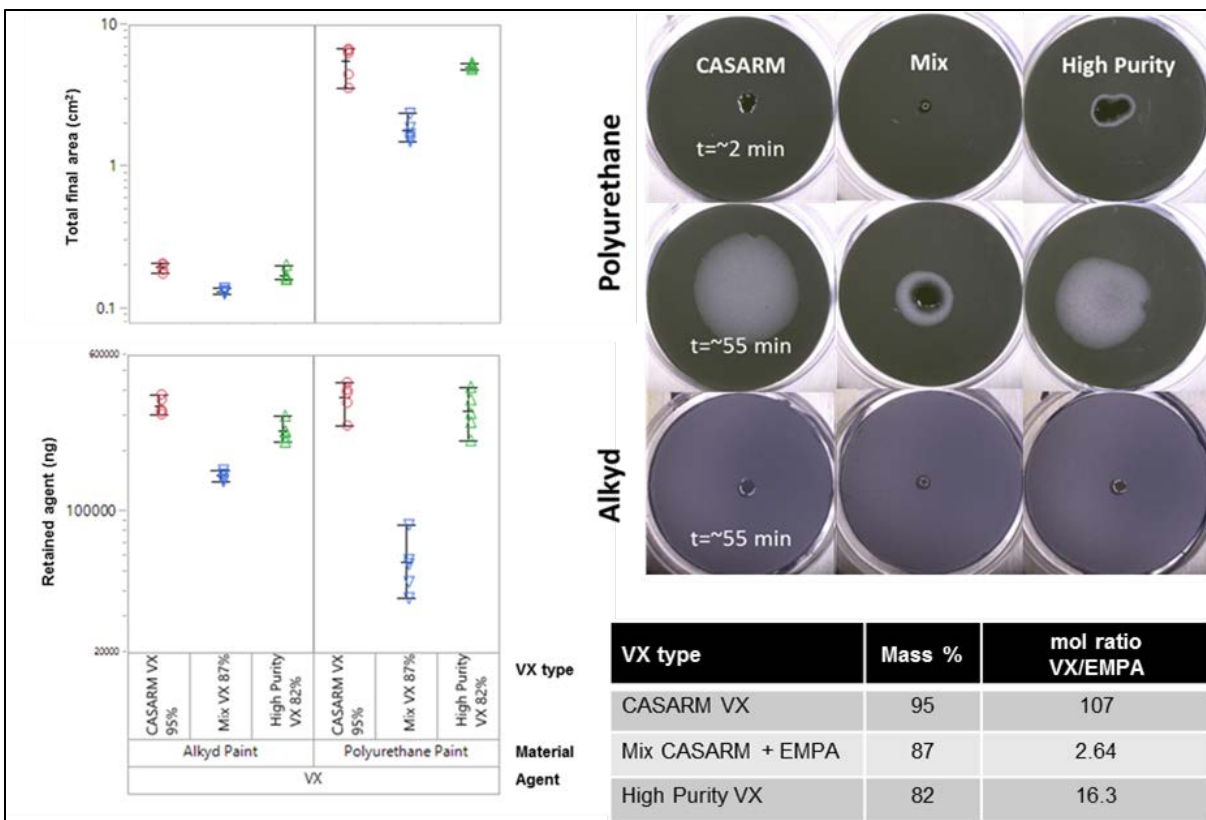 Total final area (cm²)
10
1
0.1
Retained agent (ng)
600000
100000
20000
CASARM VX
95%
Mix VX 87%
High Purity
VX 82%
CASARM VX
95%
Mix VX 87%
High Purity
VX 82%
VX type
Alkyd Paint
Polyurethane Paint
Material
VX
Agent
Polyurethane
Alkyd
CASARM
Mix
High Purity
t=~2 min
t=~55 min
t=~55 min
VX type Mass % mol ratio
VX/EMPA
CASARM VX 95 107
Mix CASARM + EMPA 87 2.64
High Purity VX 82 16.3